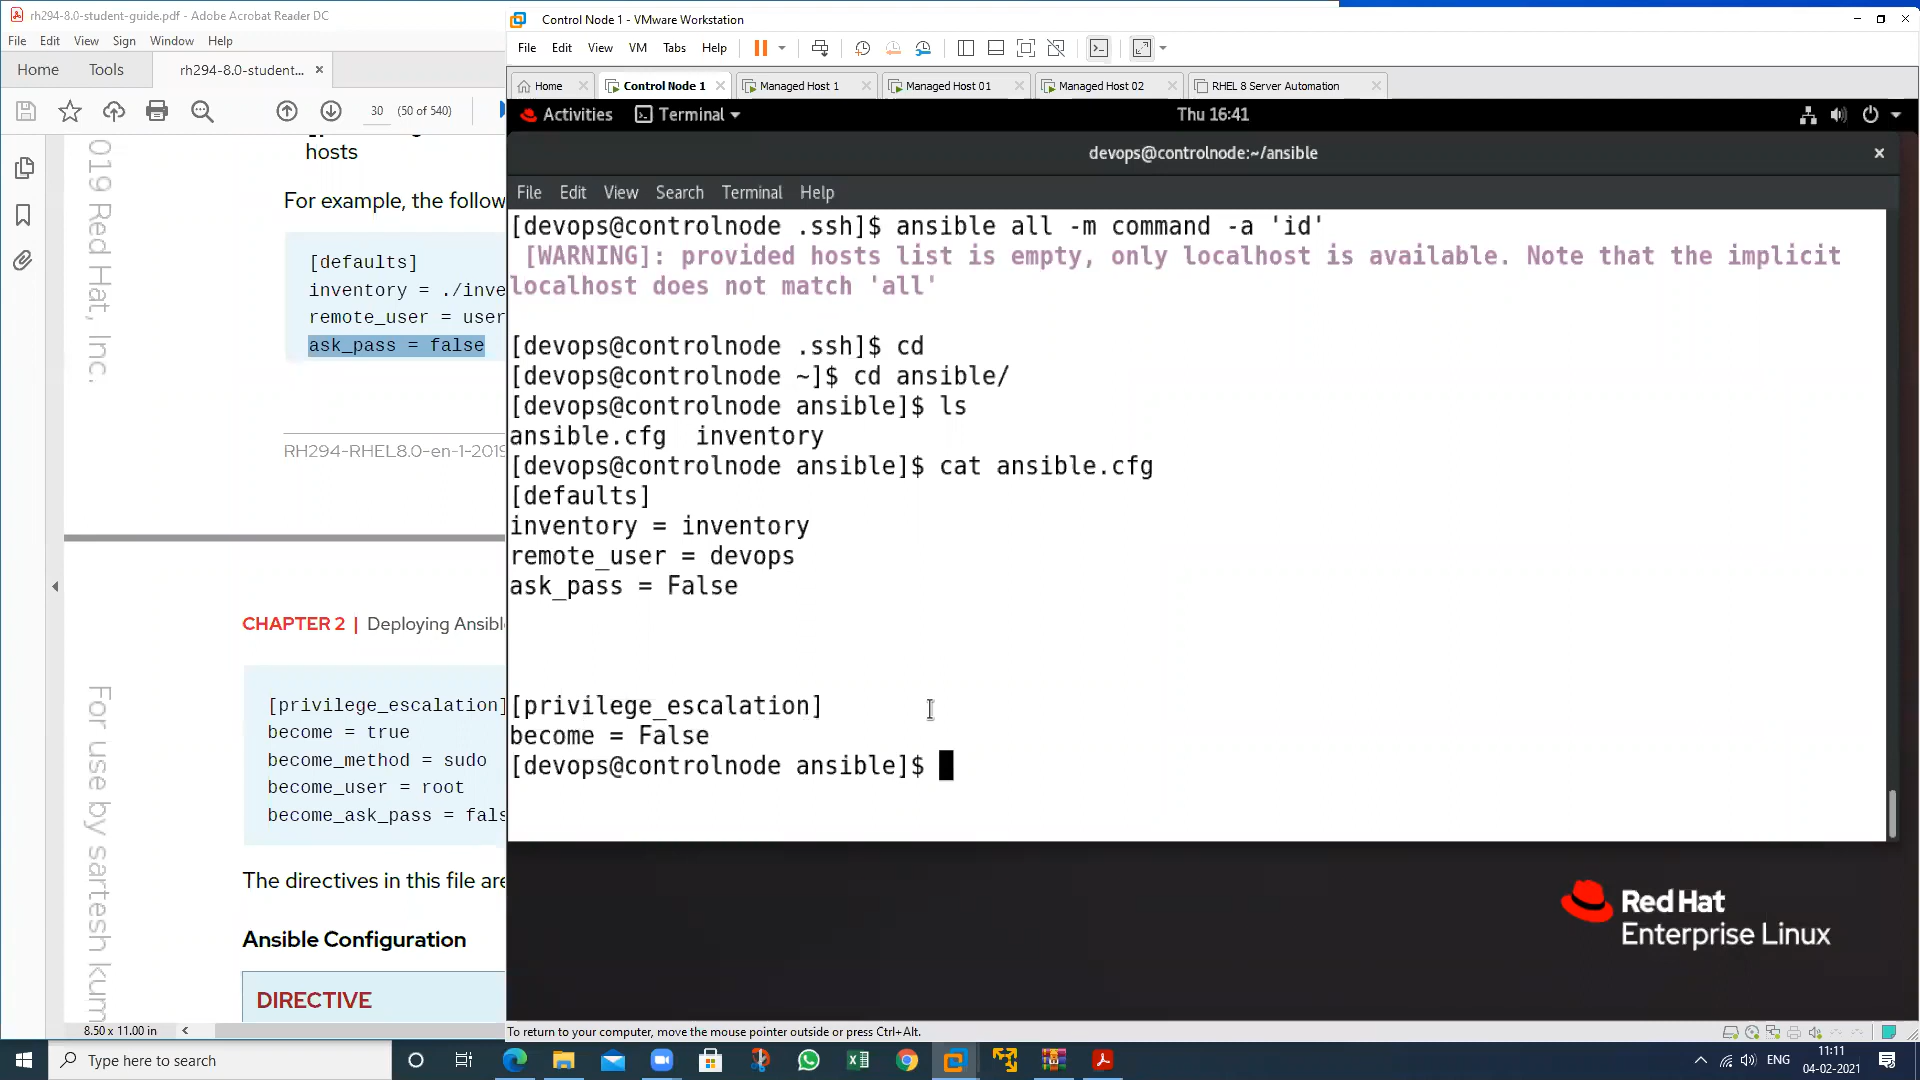 rh294-8.0-student-guide.pdf - Adobe Acrobat Reader DC
File Edit View Sign Window Help
Home Tools rh294-8.0-student...
30 (50 of 540)
019 Red Hat, Inc.
hosts
For example, the follow
[defaults]
inventory = ./inve
remote_user = user
ask_pass = false
RH294-RHEL8.0-en-1-2019
CHAPTER 2 | Deploying Ansibl
For use by sartesh kum
[privilege_escalation]
become = true
become_method = sudo
become_user = root
become_ask_pass = fals
The directives in this file are
Ansible Configuration
DIRECTIVE
8.50 x 11.00 in
Control Node 1 - VMware Workstation
File Edit View VM Tabs Help
Home Control Node 1 Managed Host 1 Managed Host 01 Managed Host 02 RHEL 8 Server Automation
Activities Terminal Thu 16:41
devops@controlnode:~/ansible
File Edit View Search Terminal Help
[devops@controlnode .ssh]$ ansible all -m command -a 'id'
[WARNING]: provided hosts list is empty, only localhost is available. Note that the implicit
localhost does not match 'all'
[devops@controlnode .ssh]$ cd
[devops@controlnode ~]$ cd ansible/
[devops@controlnode ansible]$ ls
ansible.cfg inventory
[devops@controlnode ansible]$ cat ansible.cfg
[defaults]
inventory = inventory
remote_user = devops
ask_pass = False
[privilege_escalation]
become = False
[devops@controlnode ansible]$
Red Hat
Enterprise Linux
To return to your computer, move the mouse pointer outside or press Ctrl+Alt.
Type here to search
ENG
11:11
04-02-2021